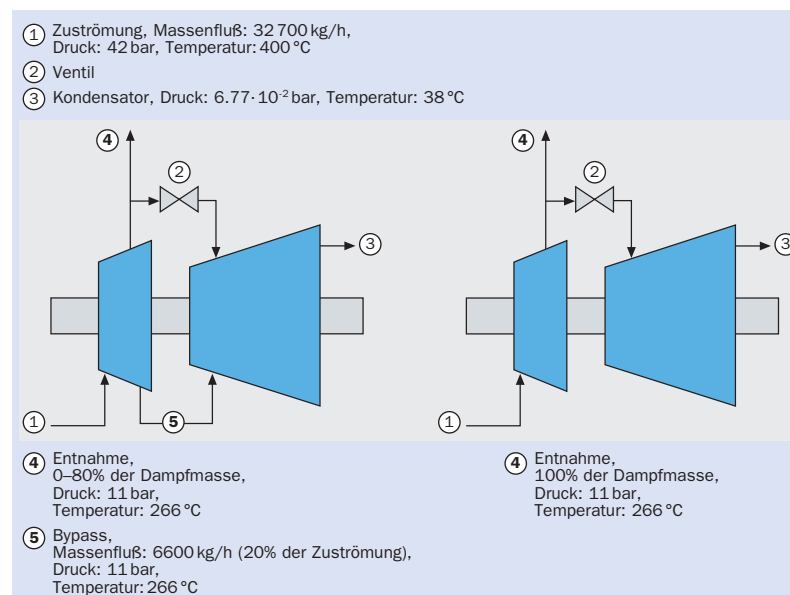 1 Zuströmung, Massenfluß: 32 700 kg/h,
Druck: 42 bar, Temperatur: 400 °C
2 Ventil
3 Kondensator, Druck: 6.77·10-2 bar, Temperatur: 38 °C
4
2
3
1
5
4
2
3
1
4 Entnahme,
0–80% der Dampfmasse,
Druck: 11 bar,
Temperatur: 266 °C
5 Bypass,
Massenfluß: 6600 kg/h (20% der Zuströmung),
Druck: 11 bar,
Temperatur: 266 °C
4 Entnahme,
100% der Dampfmasse,
Druck: 11 bar,
Temperatur: 266 °C